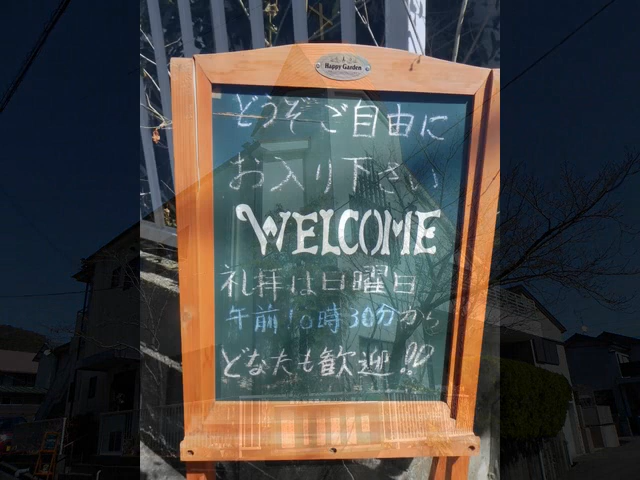 Happy Garden
どうぞご自由に
お入り下さい
WELCOME
礼拝は日曜日
午前10時30分から
どなたも歓迎!!